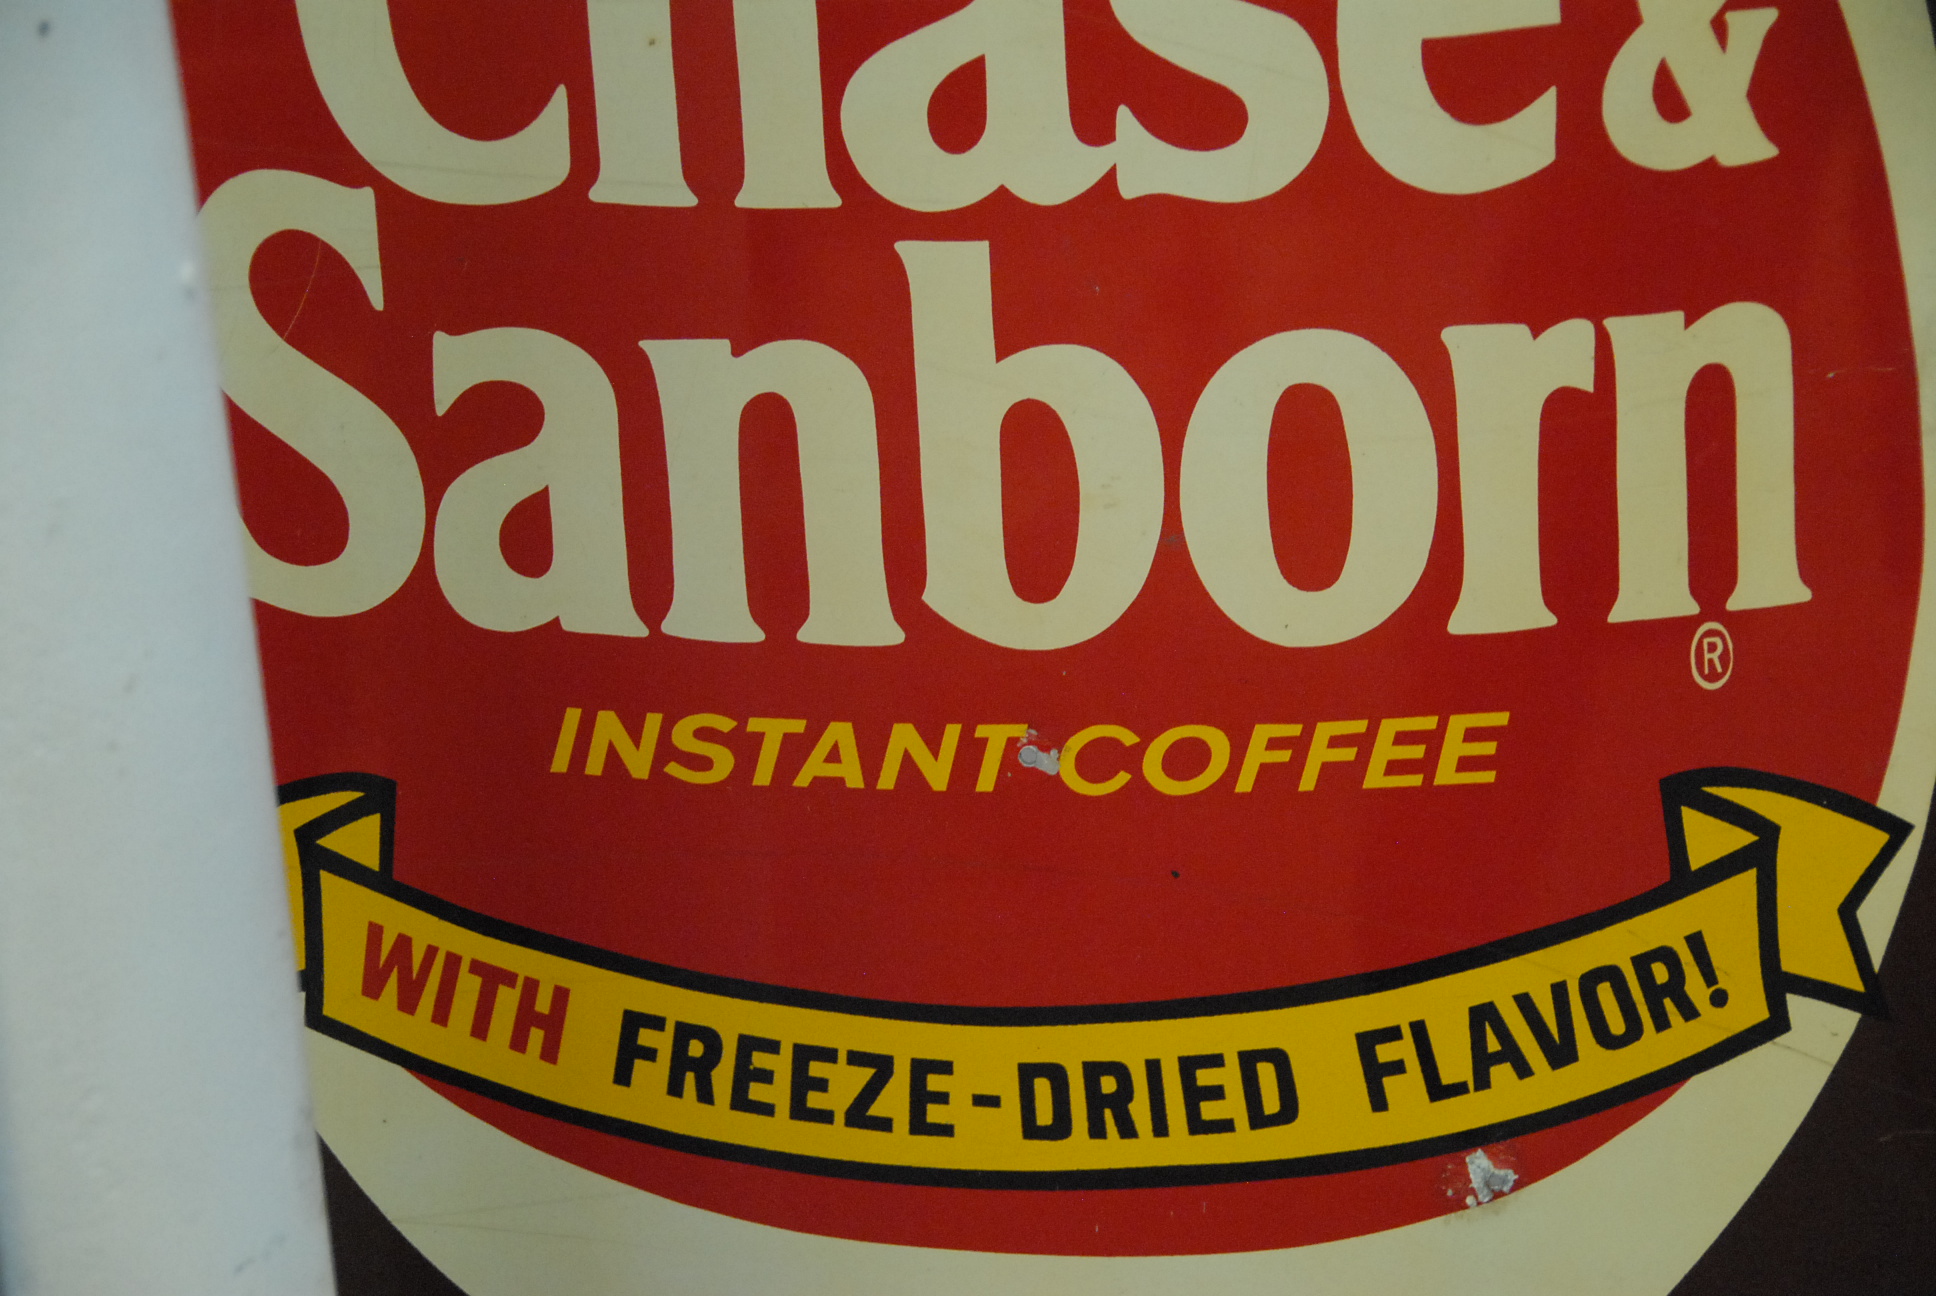 Chase &
Sanborn
®
INSTANT COFFEE
WITH FREEZE-DRIED FLAVOR!